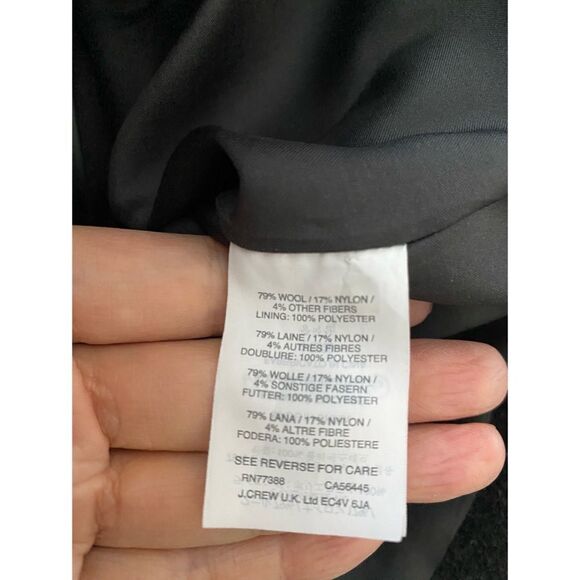 79% WOOL / 17% NYLON /
4% OTHER FIBERS
LINING: 100% POLYESTER
79% LAINE / 17% NYLON /
4% AUTRES FIBRES
DOUBLURE: 100% POLYESTER
79% WOLLE / 17% NYLON /
4% SONSTIGE FASERN
FUTTER: 100% POLYESTER
79% LANA / 17% NYLON /
4% ALTRE FIBRE
FODERA: 100% POLIESTERE
SEE REVERSE FOR CARE
RN77388 CA56445
J.CREW U.K. Ltd EC4V 6JA